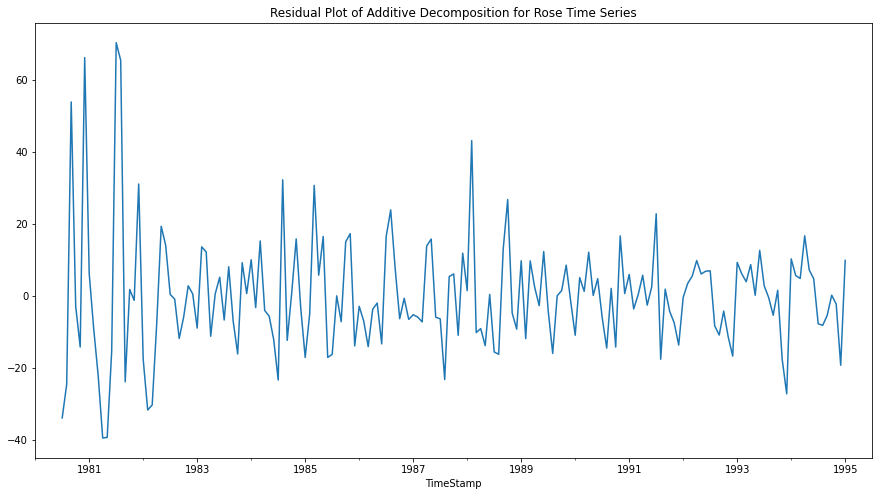 Residual Plot of Additive Decomposition for Rose Time Series
60
40
20
0
−20
−40
1981 1983 1985 1987 1989 1991 1993 1995
TimeStamp